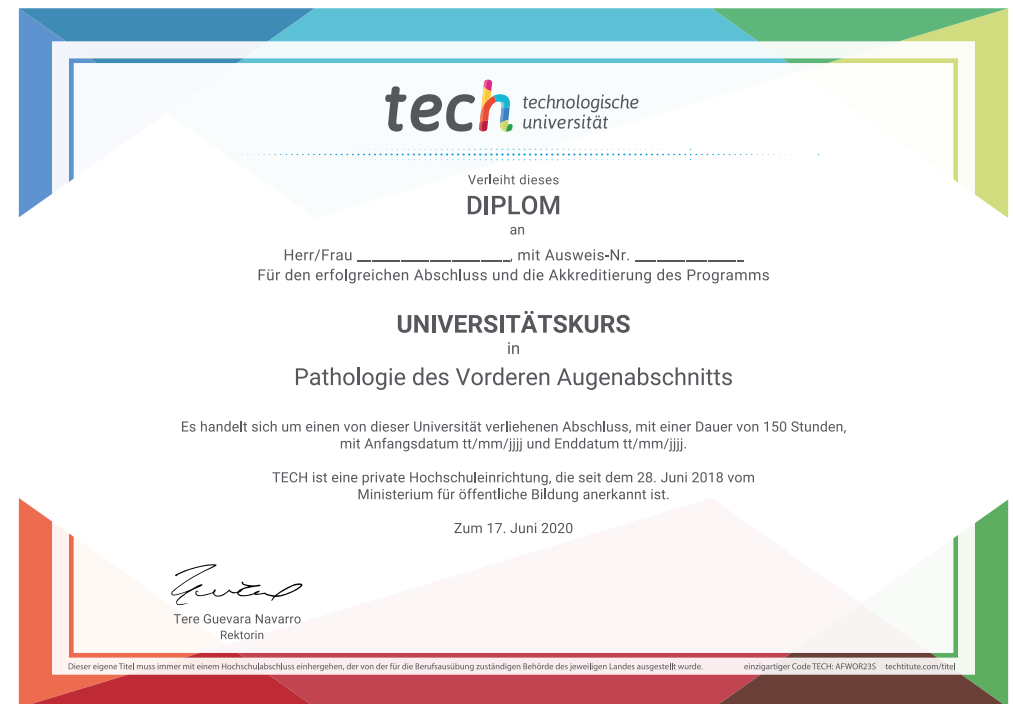 tech technologische
universität
Verleiht dieses
DIPLOM
an
Herr/Frau ______________, mit Ausweis-Nr. __________
Für den erfolgreichen Abschluss und die Akkreditierung des Programms
UNIVERSITÄTSKURS
in
Pathologie des Vorderen Augenabschnitts
Es handelt sich um einen von dieser Universität verliehenen Abschluss, mit einer Dauer von 150 Stunden,
mit Anfangsdatum tt/mm/jjjj und Enddatum tt/mm/jjjj.
TECH ist eine private Hochschuleinrichtung, die seit dem 28. Juni 2018 vom
Ministerium für öffentliche Bildung anerkannt ist.
Zum 17. Juni 2020
Tere Guevara Navarro
Rektorin
Dieser eigene Titel muss immer mit einem Hochschulabschluss einhergehen, der von der für die Berufsausübung zuständigen Behörde des jeweiligen Landes ausgestellt wurde. einzigartiger Code TECH: AFWOR23S techtitute.com/titel